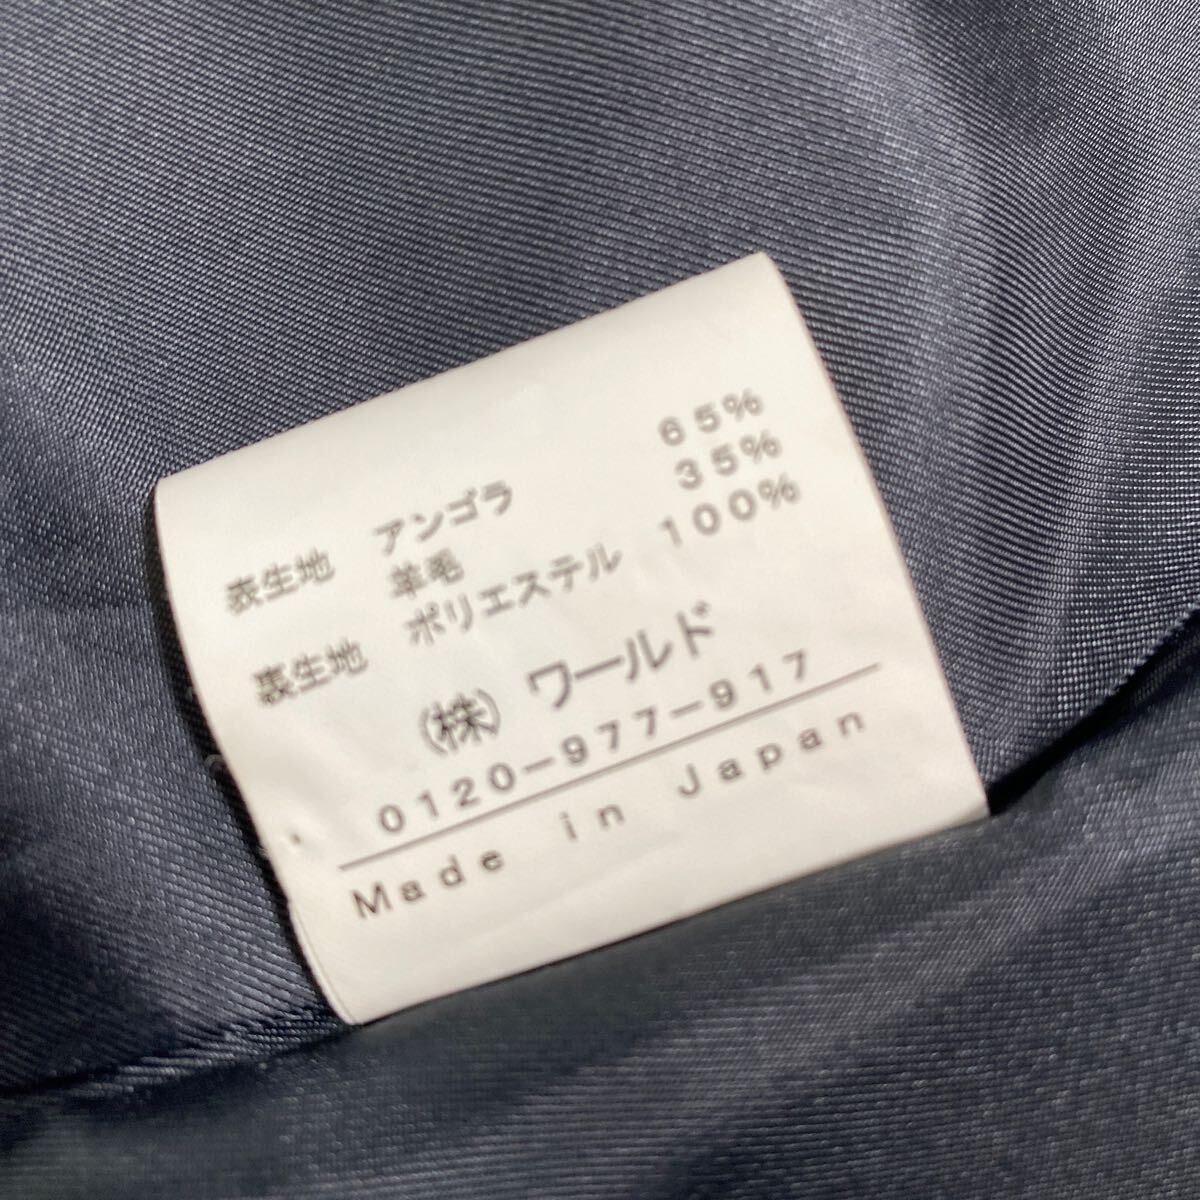 表生地 アンゴラ 65%
羊毛 35%
裏生地 ポリエステル 100%
(株) ワールド
0120-977-917
Made in Japan